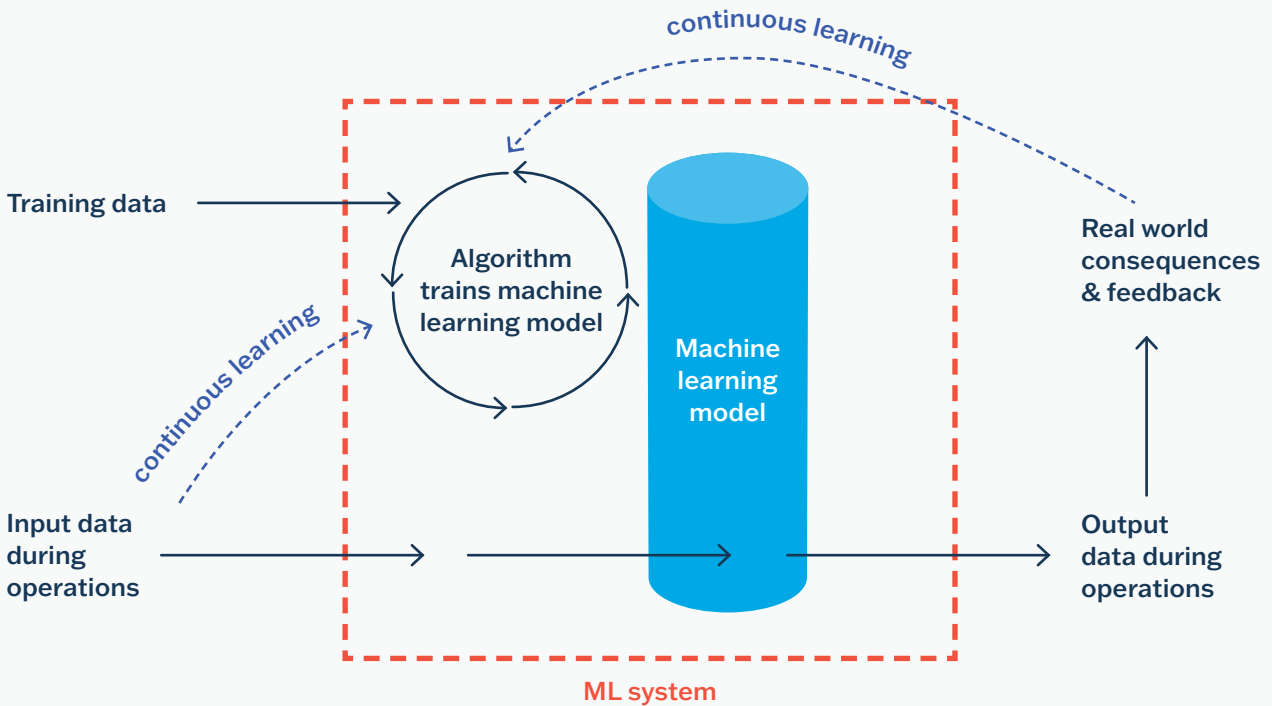 continuous learning
Training data
Algorithm
trains machine
learning model
Real world
consequences
& feedback
continuous learning
Machine
learning
model
Input data
during
operations
Output
data during
operations
ML system